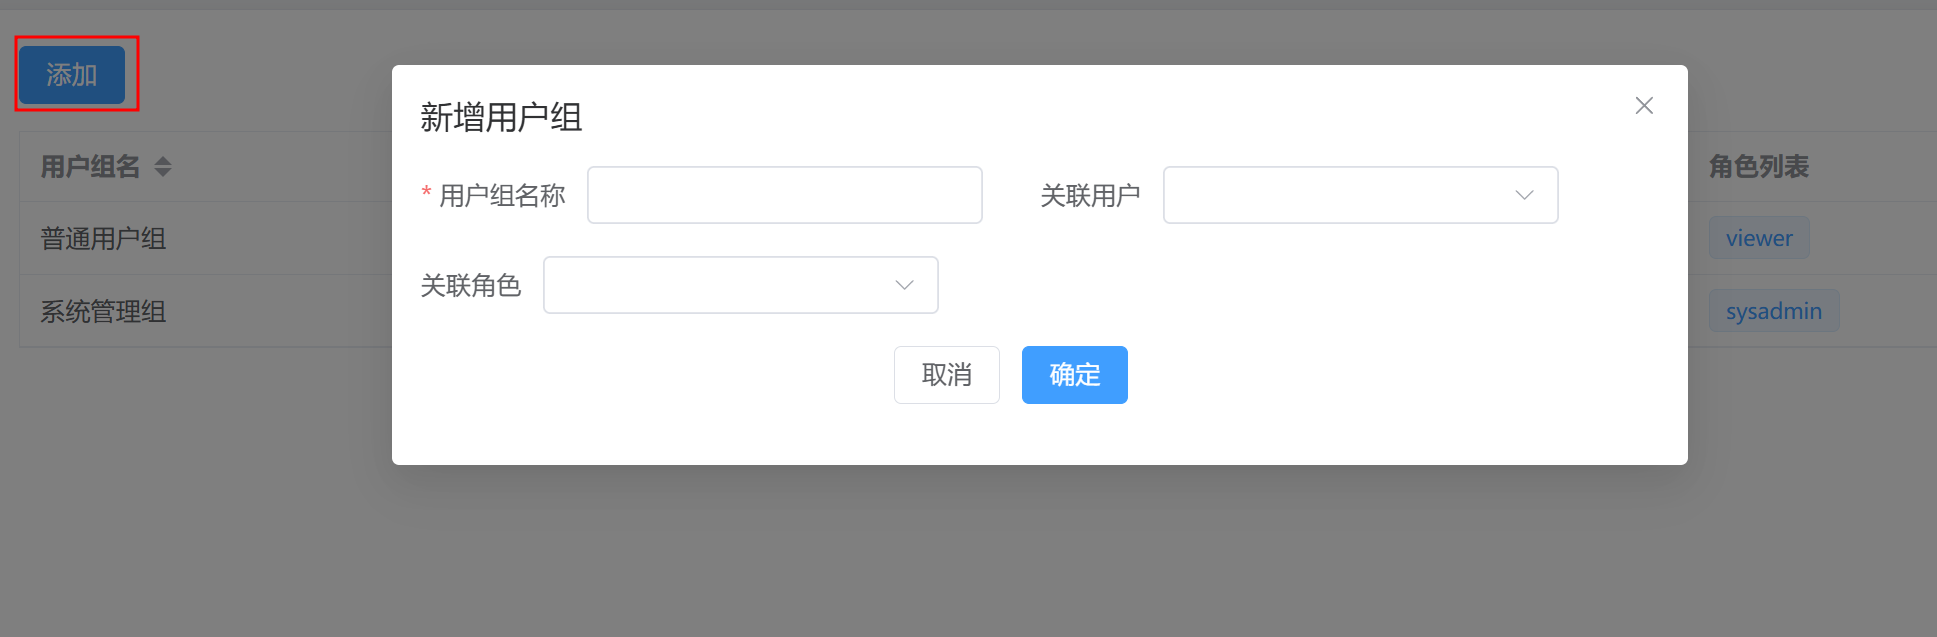 添加
新增用户组
* 用户组名称
关联用户
关联角色
取消
确定
用户组名
角色列表
普通用户组
viewer
系统管理组
sysadmin